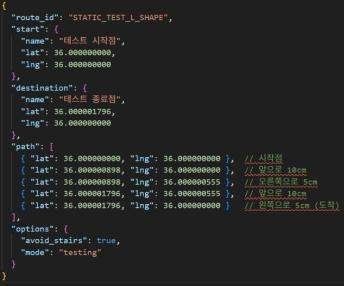 {
"route_id": "STATIC_TEST_L_SHAPE",
"start": {
"name": "테스트 시작점",
"lat": 36.000000000,
"lng": 36.000000000
},
"destination": {
"name": "테스트 종료점",
"lat": 36.000001796,
"lng": 36.000000000
},
"path": [
{ "lat": 36.000000000, "lng": 36.000000000 }, // 시작점
{ "lat": 36.000000898, "lng": 36.000000000 }, // 앞으로 10cm
{ "lat": 36.000000898, "lng": 36.000000555 }, // 오른쪽으로 5cm
{ "lat": 36.000001796, "lng": 36.000000555 }, // 앞으로 10cm
{ "lat": 36.000001796, "lng": 36.000000000 } // 왼쪽으로 5cm (도착)
],
"options": {
"avoid_stairs": true,
"mode": "testing"
}
}